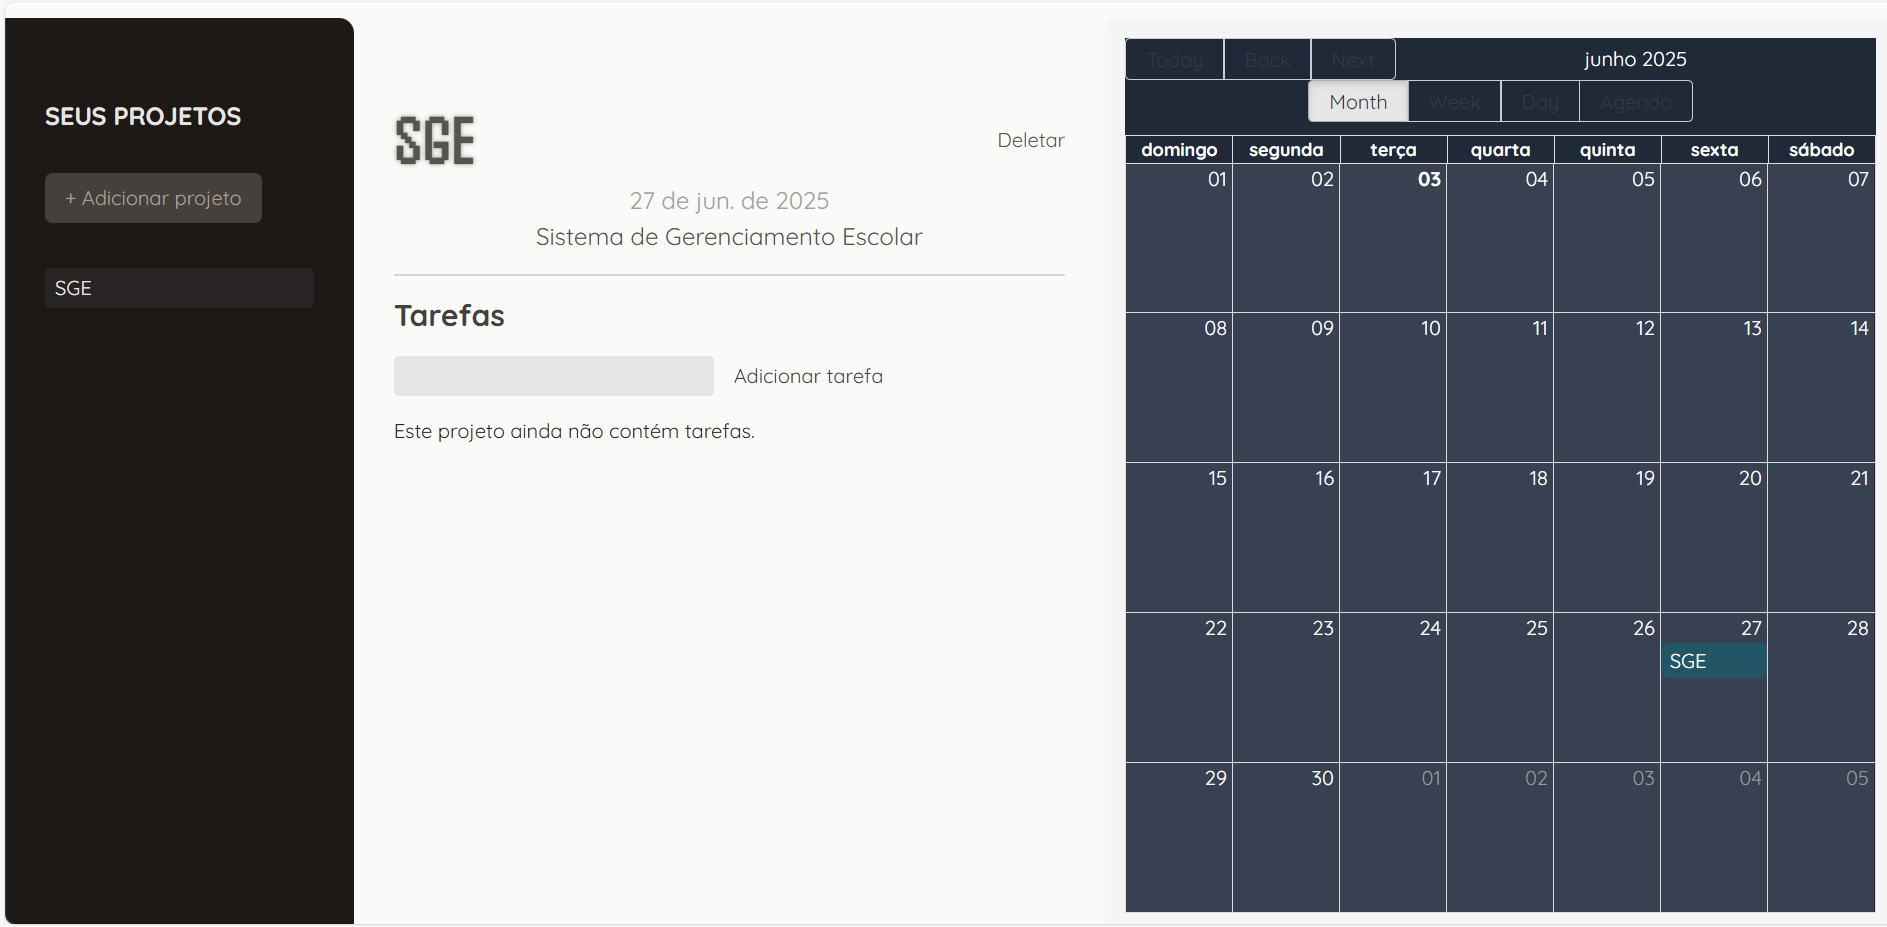 SEUS PROJETOS
+ Adicionar projeto
SGE
SGE
Deletar
27 de jun. de 2025
Sistema de Gerenciamento Escolar
Tarefas
Adicionar tarefa
Este projeto ainda não contém tarefas.
Today Back Next junho 2025
Month Week Day Agenda
domingo segunda terça quarta quinta sexta sábado
01 02 03 04 05 06 07
08 09 10 11 12 13 14
15 16 17 18 19 20 21
22 23 24 25 26 27 28
SGE
29 30 01 02 03 04 05